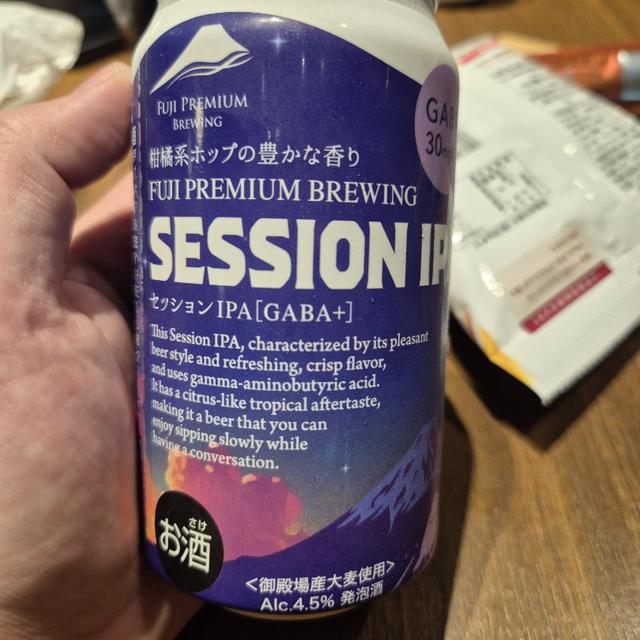 FUJI PREMIUM
BREWING
GAB
30m
柑橘系ホップの豊かな香り
FUJI PREMIUM BREWING
SESSION IP
セッションIPA[GABA+]
This Session IPA, characterized by its pleasant
beer style and refreshing, crisp flavor,
and uses gamma-aminobutyric acid.
It has a citrus-like tropical aftertaste,
making it a beer that you can
enjoy sipping slowly while
having a conversation.
さけ
お酒
<御殿場産大麦使用>
Alc.4.5% 発泡酒